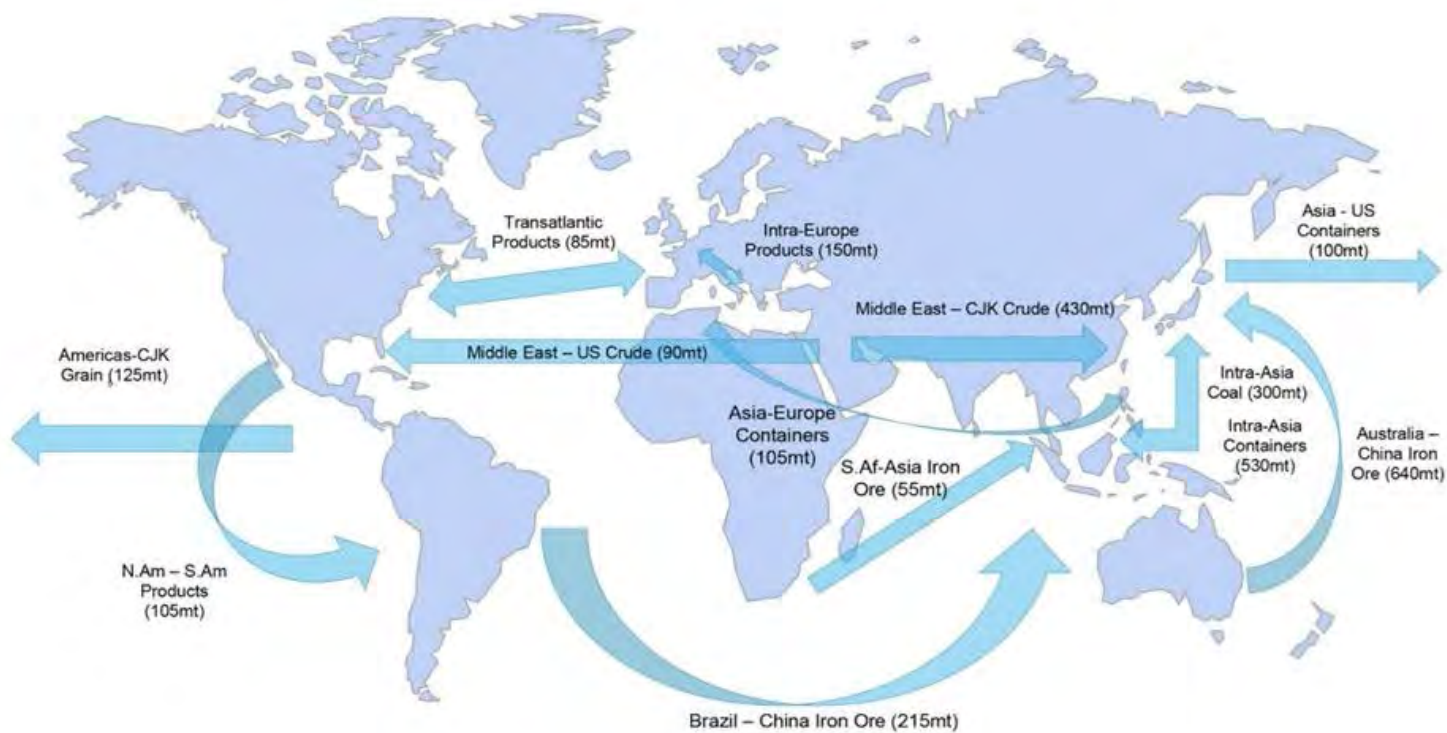 Transatlantic
Products (85mt)
Intra-Europe
Products (150mt)
Asia - US
Containers
(100mt)
Middle East – CJK Crude (430mt)
Middle East – US Crude (90mt)
Americas-CJK
Grain (125mt)
Intra-Asia
Coal (300mt)
Asia-Europe
Containers
(105mt)
Intra-Asia
Containers
(530mt)
Australia –
China Iron
Ore (640mt)
S.Af-Asia Iron
Ore (55mt)
N.Am – S.Am
Products
(105mt)
Brazil – China Iron Ore (215mt)